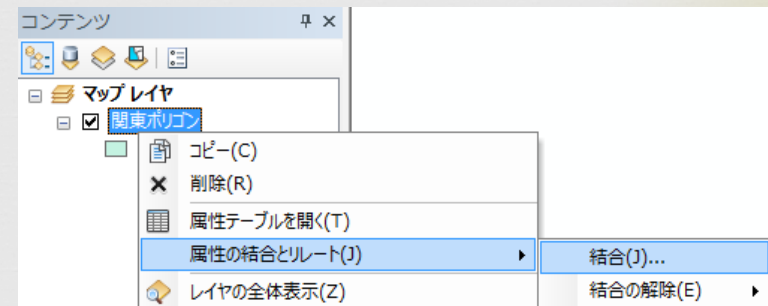 コンテンツ
マップ レイヤ
関東ポリゴン
コピー(C)
削除(R)
属性テーブルを開く(T)
属性の結合とリレート(J)
結合(J)...
レイヤの全体表示(Z)
結合の解除(E)